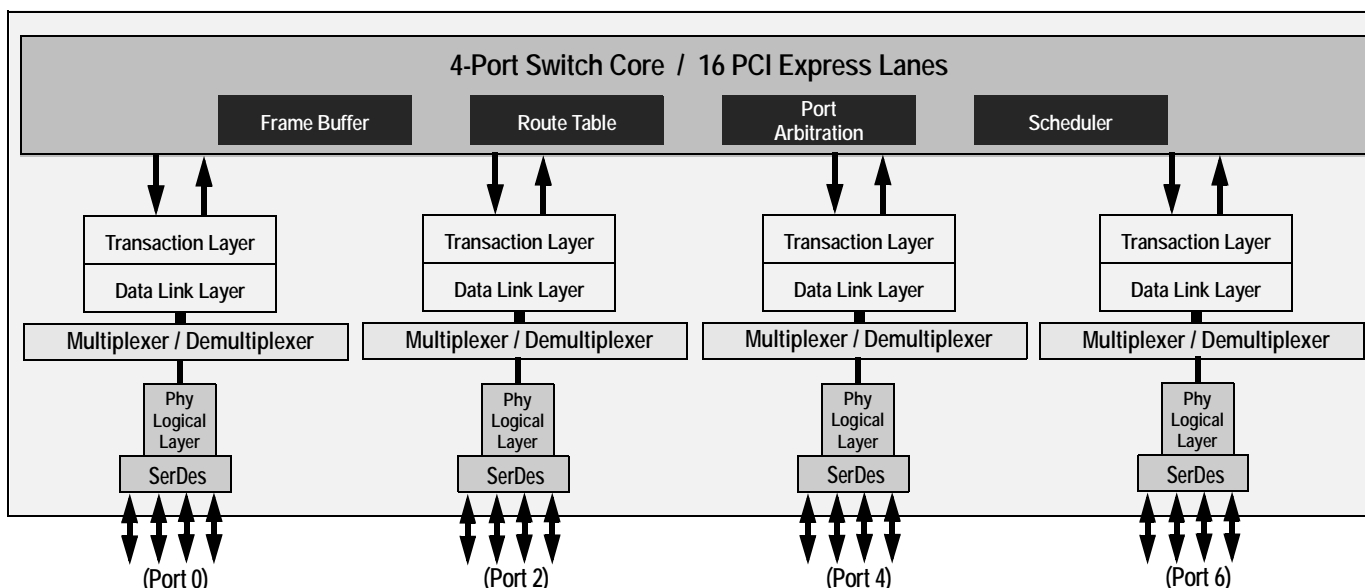 4-Port Switch Core / 16 PCI Express Lanes
Frame Buffer
Route Table
Port
Arbitration
Scheduler
Transaction Layer
Data Link Layer
Multiplexer / Demultiplexer
Phy
Logical
Layer
SerDes
(Port 0)
Transaction Layer
Data Link Layer
Multiplexer / Demultiplexer
Phy
Logical
Layer
SerDes
(Port 2)
Transaction Layer
Data Link Layer
Multiplexer / Demultiplexer
Phy
Logical
Layer
SerDes
(Port 4)
Transaction Layer
Data Link Layer
Multiplexer / Demultiplexer
Phy
Logical
Layer
SerDes
(Port 6)